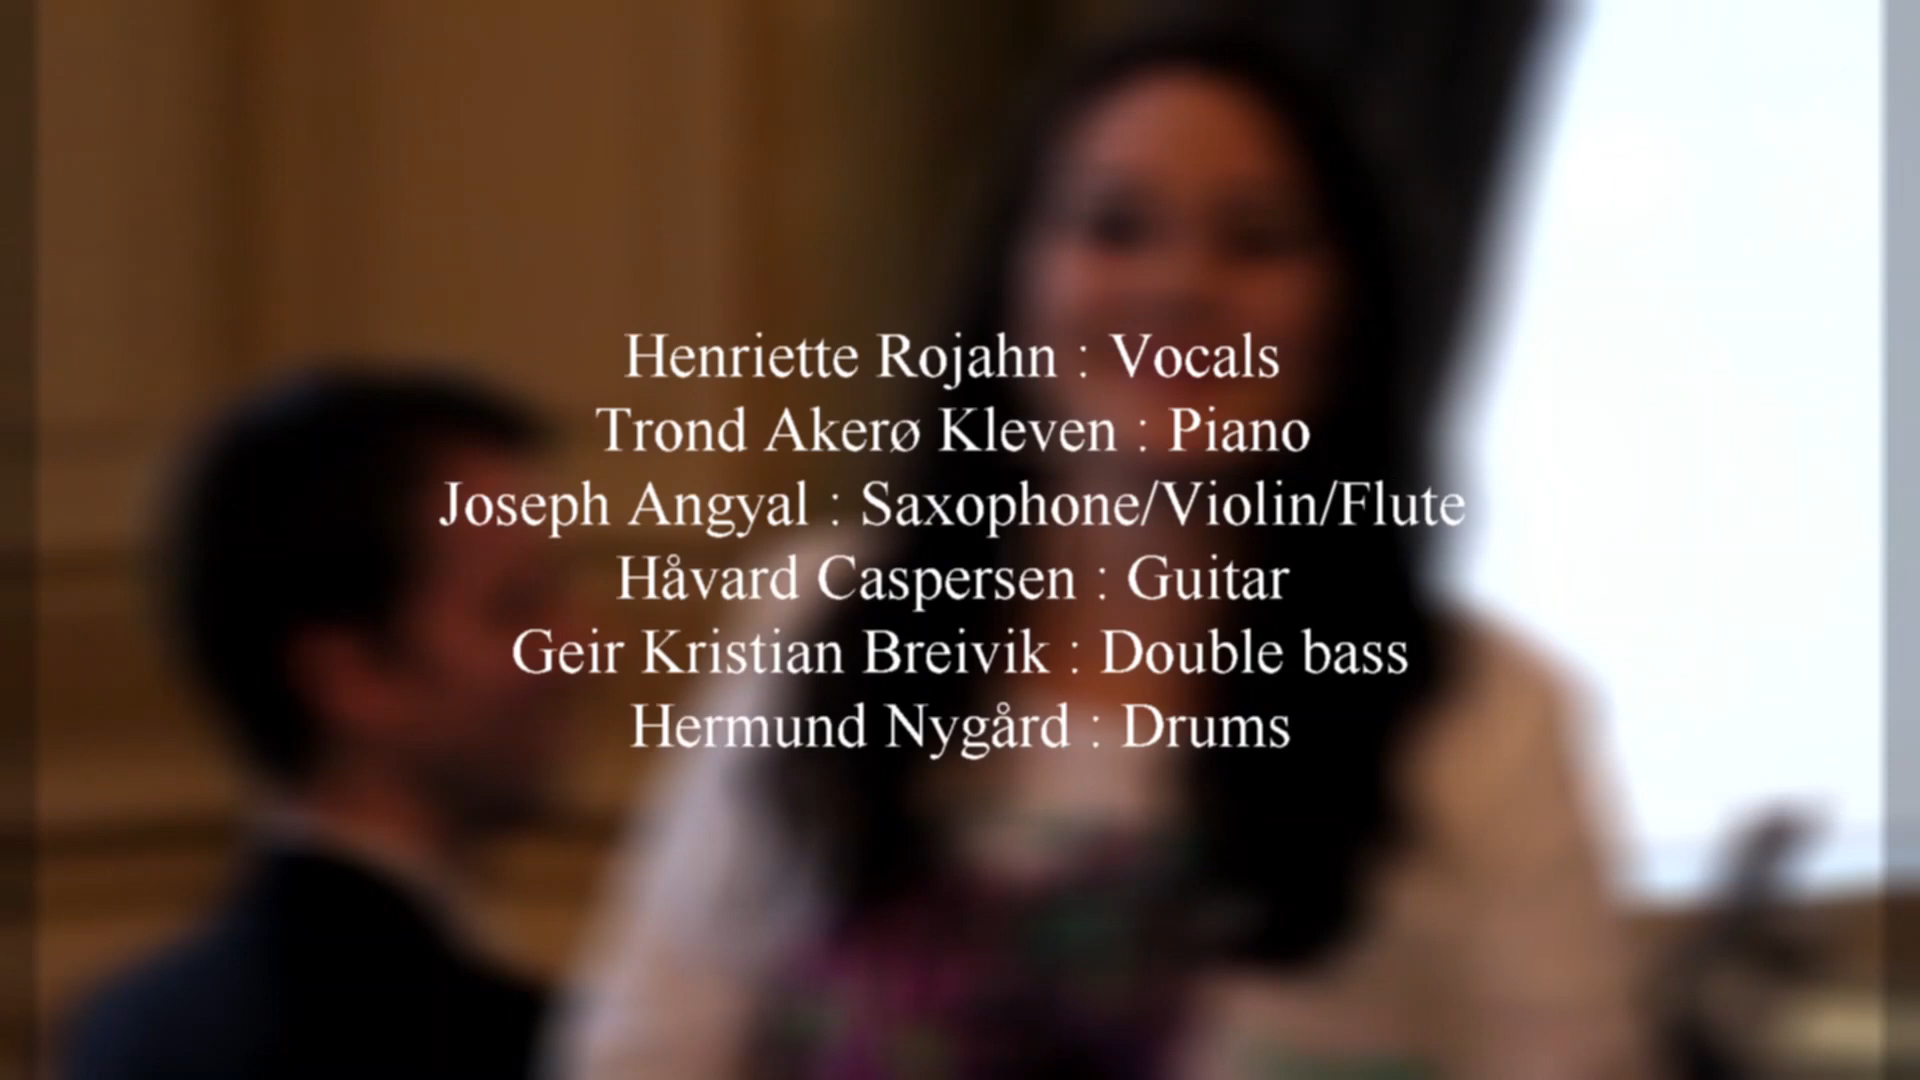 Henriette Rojahn : Vocals
Trond Akerø Kleven : Piano
Joseph Angyal : Saxophone/Violin/Flute
Håvard Caspersen : Guitar
Geir Kristian Breivik : Double bass
Hermund Nygård : Drums